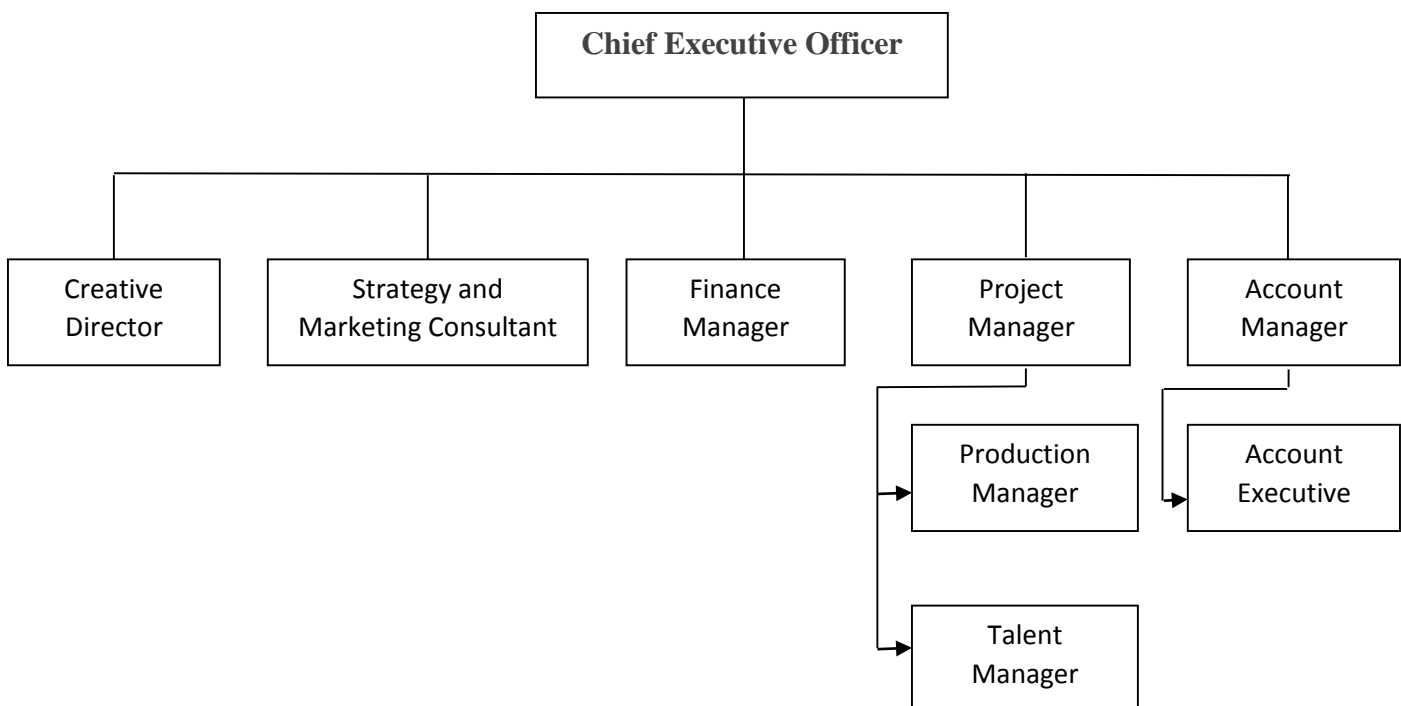 Chief Executive Officer
Creative
Director
Strategy and
Marketing Consultant
Finance
Manager
Project
Manager
Account
Manager
Production
Manager
Account
Executive
Talent
Manager